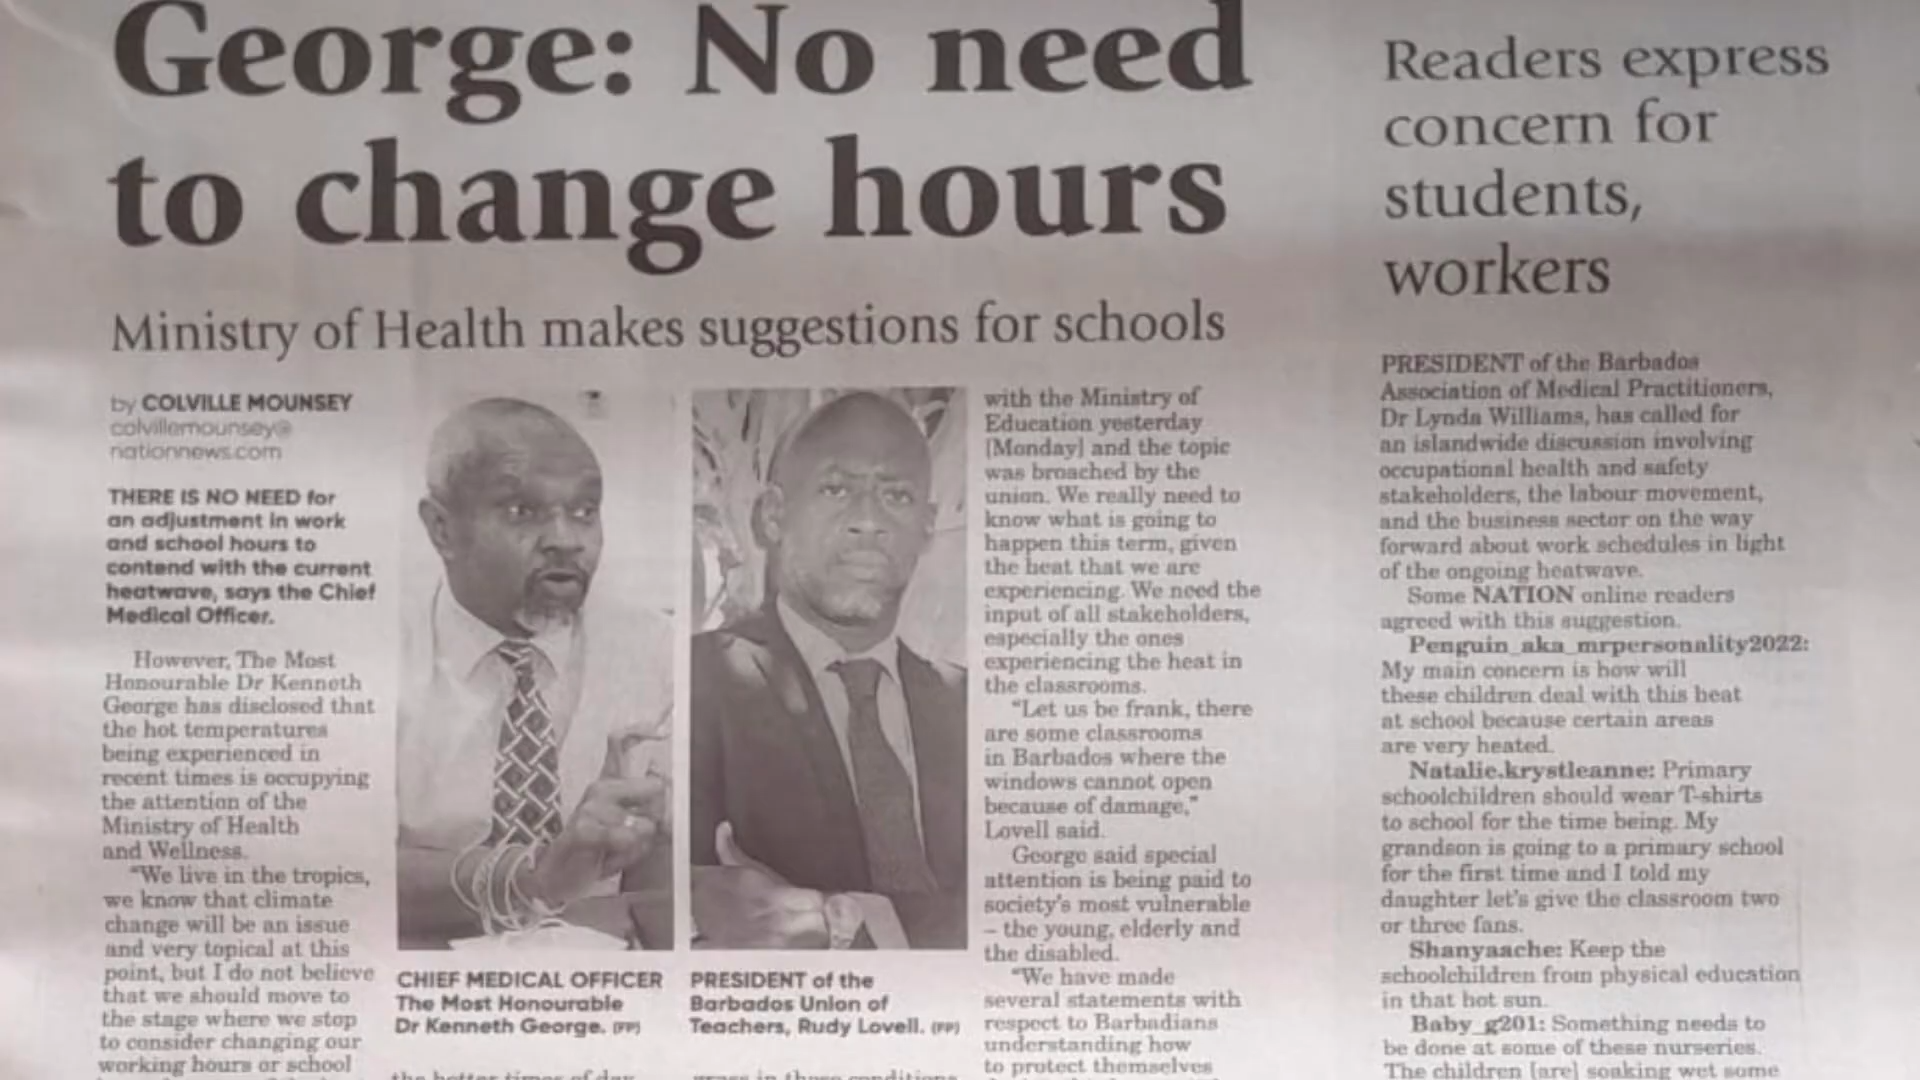 George: No need
to change hours
Ministry of Health makes suggestions for schools
by COLVILLE MOUNSEY
colvillemounsey@
nationnews.com
THERE IS NO NEED for
an adjustment in work
and school hours to
contend with the current
heatwave, says the Chief
Medical Officer.
However, The Most
Honourable Dr Kenneth
George has disclosed that
the hot temperatures
being experienced in
recent times is occupying
the attention of the
Ministry of Health
and Wellness.
"We live in the tropics,
we know that climate
change will be an issue
and very topical at this
point, but I do not believe
that we should move to
the stage where we stop
to consider changing our
working hours or school
CHIEF MEDICAL OFFICER
The Most Honourable
Dr Kenneth George. (FP)
the better times of day
PRESIDENT of the
Barbados Union of
Teachers, Rudy Lovell. (FP)
in these conditions
with the Ministry of
Education yesterday
[Monday] and the topic
was broached by the
union. We really need to
know what is going to
happen this term, given
the heat that we are
experiencing. We need the
input of all stakeholders,
especially the ones
experiencing the heat in
the classrooms.
"Let us be frank, there
are some classrooms
in Barbados where the
windows cannot open
because of damage,"
Lovell said.
George said special
attention is being paid to
society's most vulnerable
– the young, elderly and
the disabled.
"We have made
several statements with
respect to Barbadians
understanding how
to protect themselves
Readers express
concern for
students,
workers
PRESIDENT of the Barbados
Association of Medical Practitioners,
Dr Lynda Williams, has called for
an islandwide discussion involving
occupational health and safety
stakeholders, the labour movement,
and the business sector on the way
forward about work schedules in light
of the ongoing heatwave.
Some NATION online readers
agreed with this suggestion.
Penguin_aka_mrpersonality2022:
My main concern is how will
these children deal with this heat
at school because certain areas
are very heated.
Natalie.krystleanne: Primary
schoolchildren should wear T-shirts
to school for the time being. My
grandson is going to a primary school
for the first time and I told my
daughter let's give the classroom two
or three fans.
Shanyaache: Keep the
schoolchildren from physical education
in that hot sun.
Baby_g201: Something needs to
be done at some of these nurseries.
The children [are] soaking wet some